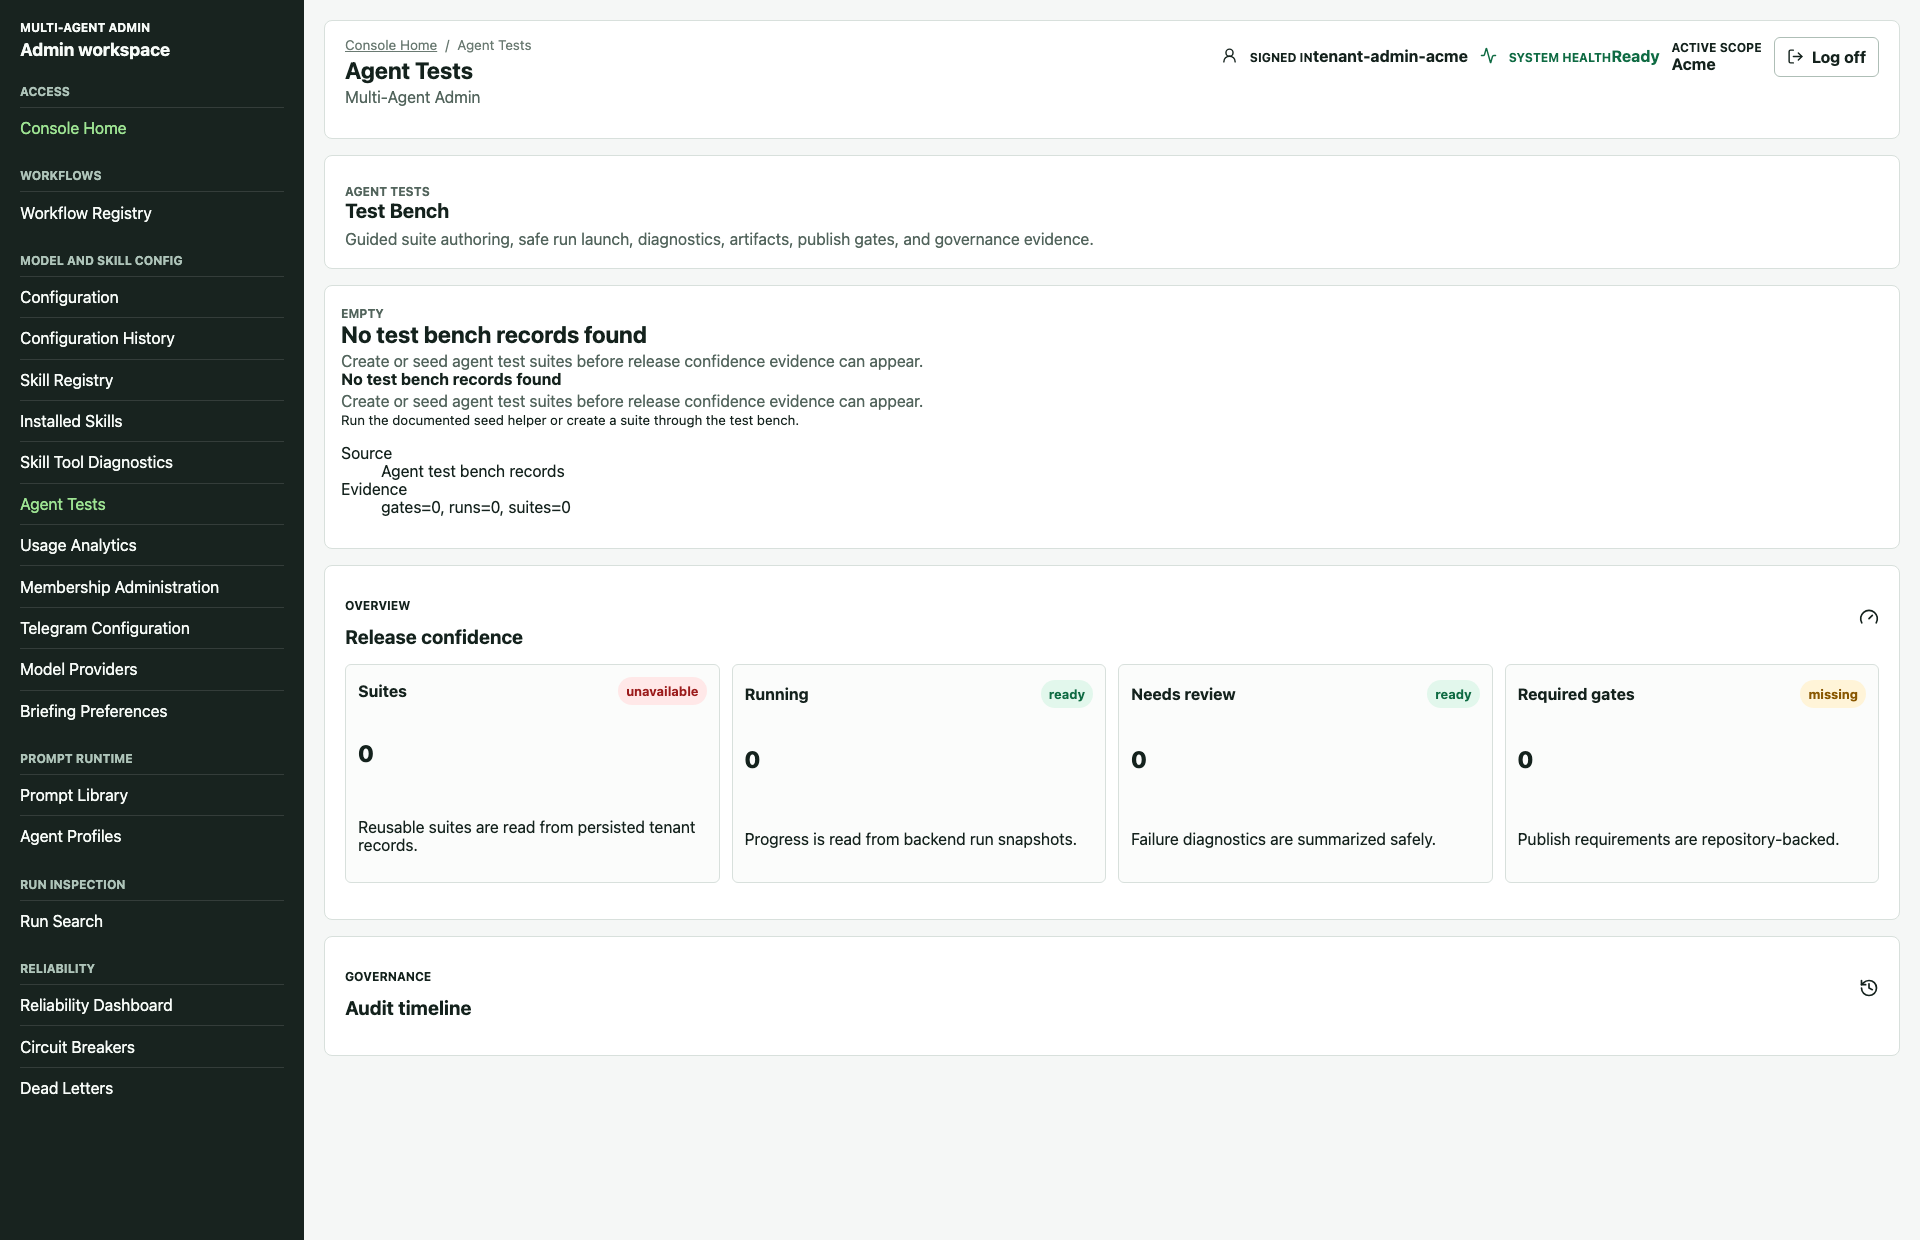 MULTI-AGENT ADMIN
Admin workspace
ACCESS
Console Home
WORKFLOWS
Workflow Registry
MODEL AND SKILL CONFIG
Configuration
Configuration History
Skill Registry
Installed Skills
Skill Tool Diagnostics
Agent Tests
Usage Analytics
Membership Administration
Telegram Configuration
Model Providers
Briefing Preferences
PROMPT RUNTIME
Prompt Library
Agent Profiles
RUN INSPECTION
Run Search
RELIABILITY
Reliability Dashboard
Circuit Breakers
Dead Letters
Console Home / Agent Tests
Agent Tests
Multi-Agent Admin
SIGNED INtenant-admin-acme
SYSTEM HEALTHReady
ACTIVE SCOPE
Acme
Log off
AGENT TESTS
Test Bench
Guided suite authoring, safe run launch, diagnostics, artifacts, publish gates, and governance evidence.
EMPTY
No test bench records found
Create or seed agent test suites before release confidence evidence can appear.
No test bench records found
Create or seed agent test suites before release confidence evidence can appear.
Run the documented seed helper or create a suite through the test bench.
Source
Agent test bench records
Evidence
gates=0, runs=0, suites=0
OVERVIEW
Release confidence
Suites
unavailable
0
Reusable suites are read from persisted tenant
records.
Running
ready
0
Progress is read from backend run snapshots.
Needs review
ready
0
Failure diagnostics are summarized safely.
Required gates
missing
0
Publish requirements are repository-backed.
GOVERNANCE
Audit timeline